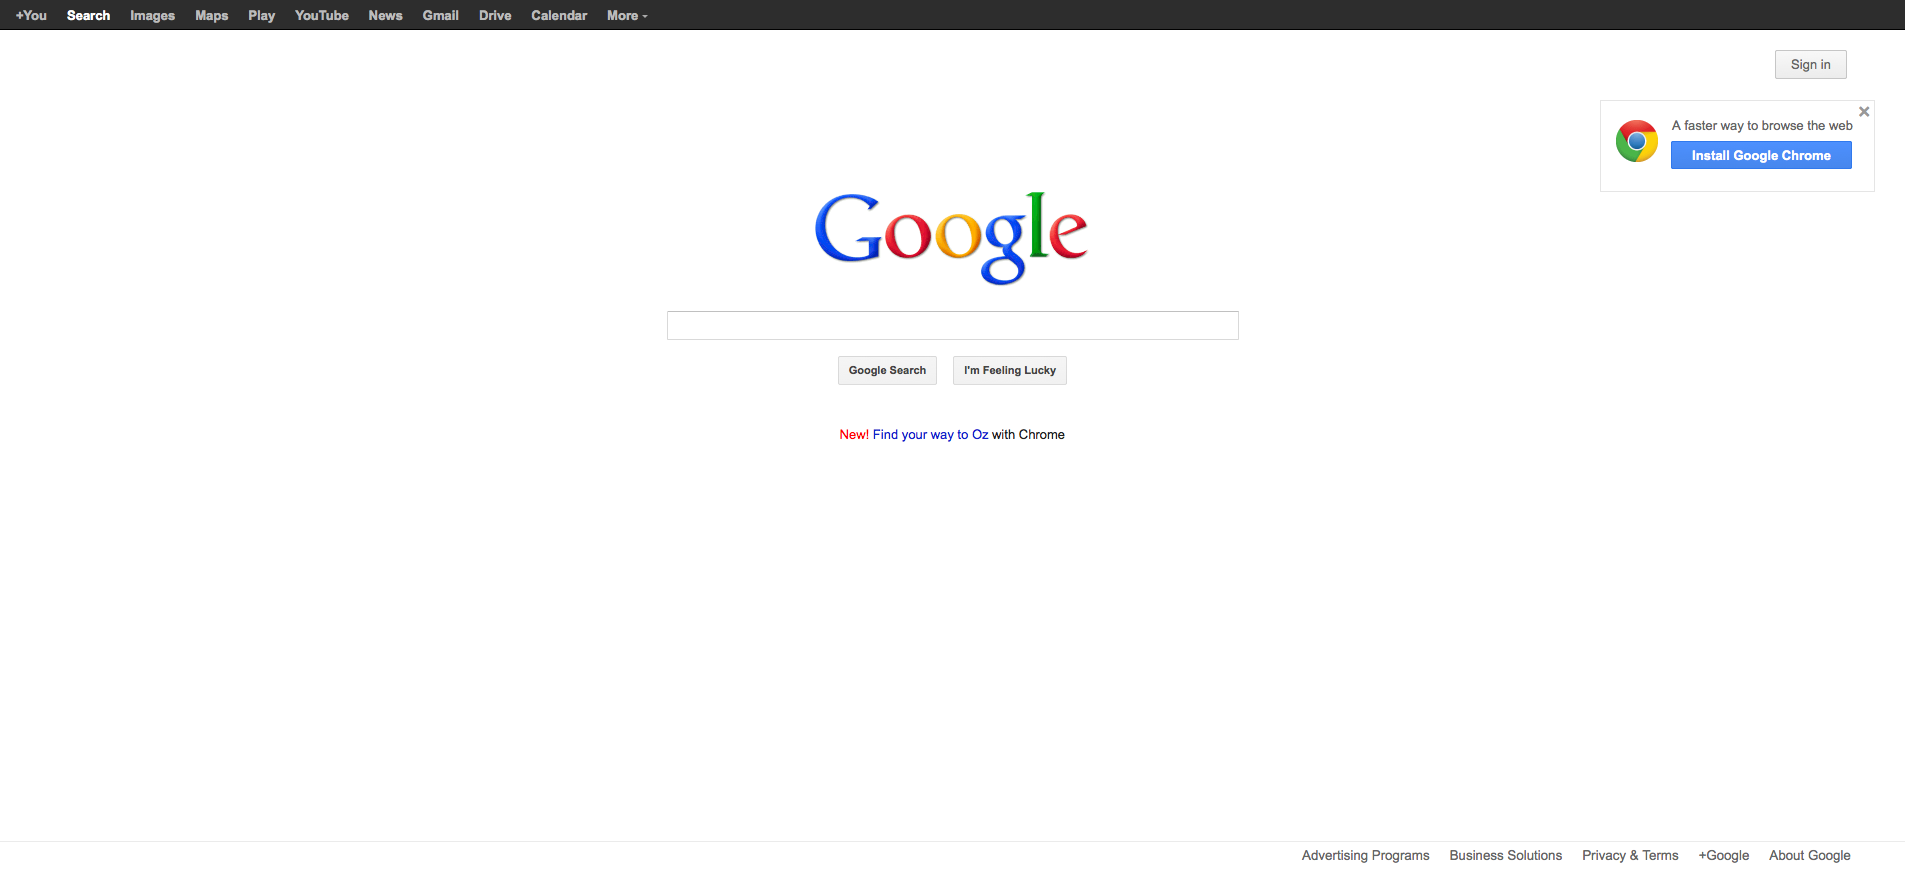 +You Search Images Maps Play YouTube News Gmail Drive Calendar More
Sign in
A faster way to browse the web
Install Google Chrome
Google
Google Search I'm Feeling Lucky
New! Find your way to Oz with Chrome
Advertising Programs Business Solutions Privacy & Terms +Google About Google